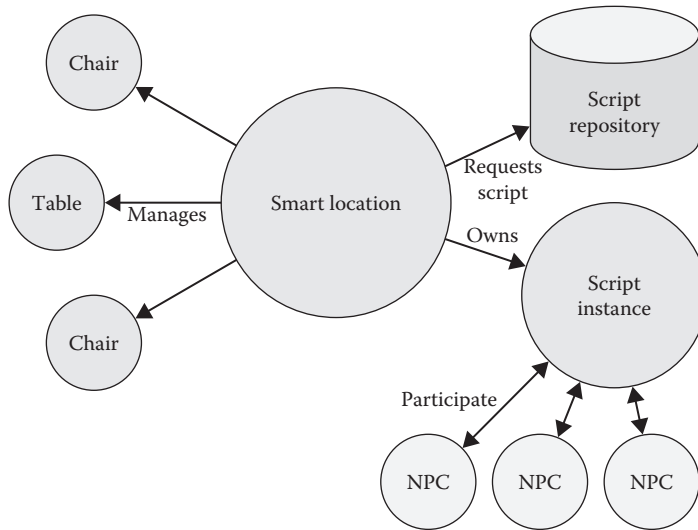 Chair
Script
repository
Smart location
Table
Manages
Requests
script
Owns
Script
instance
Chair
Participate
NPC
NPC
NPC